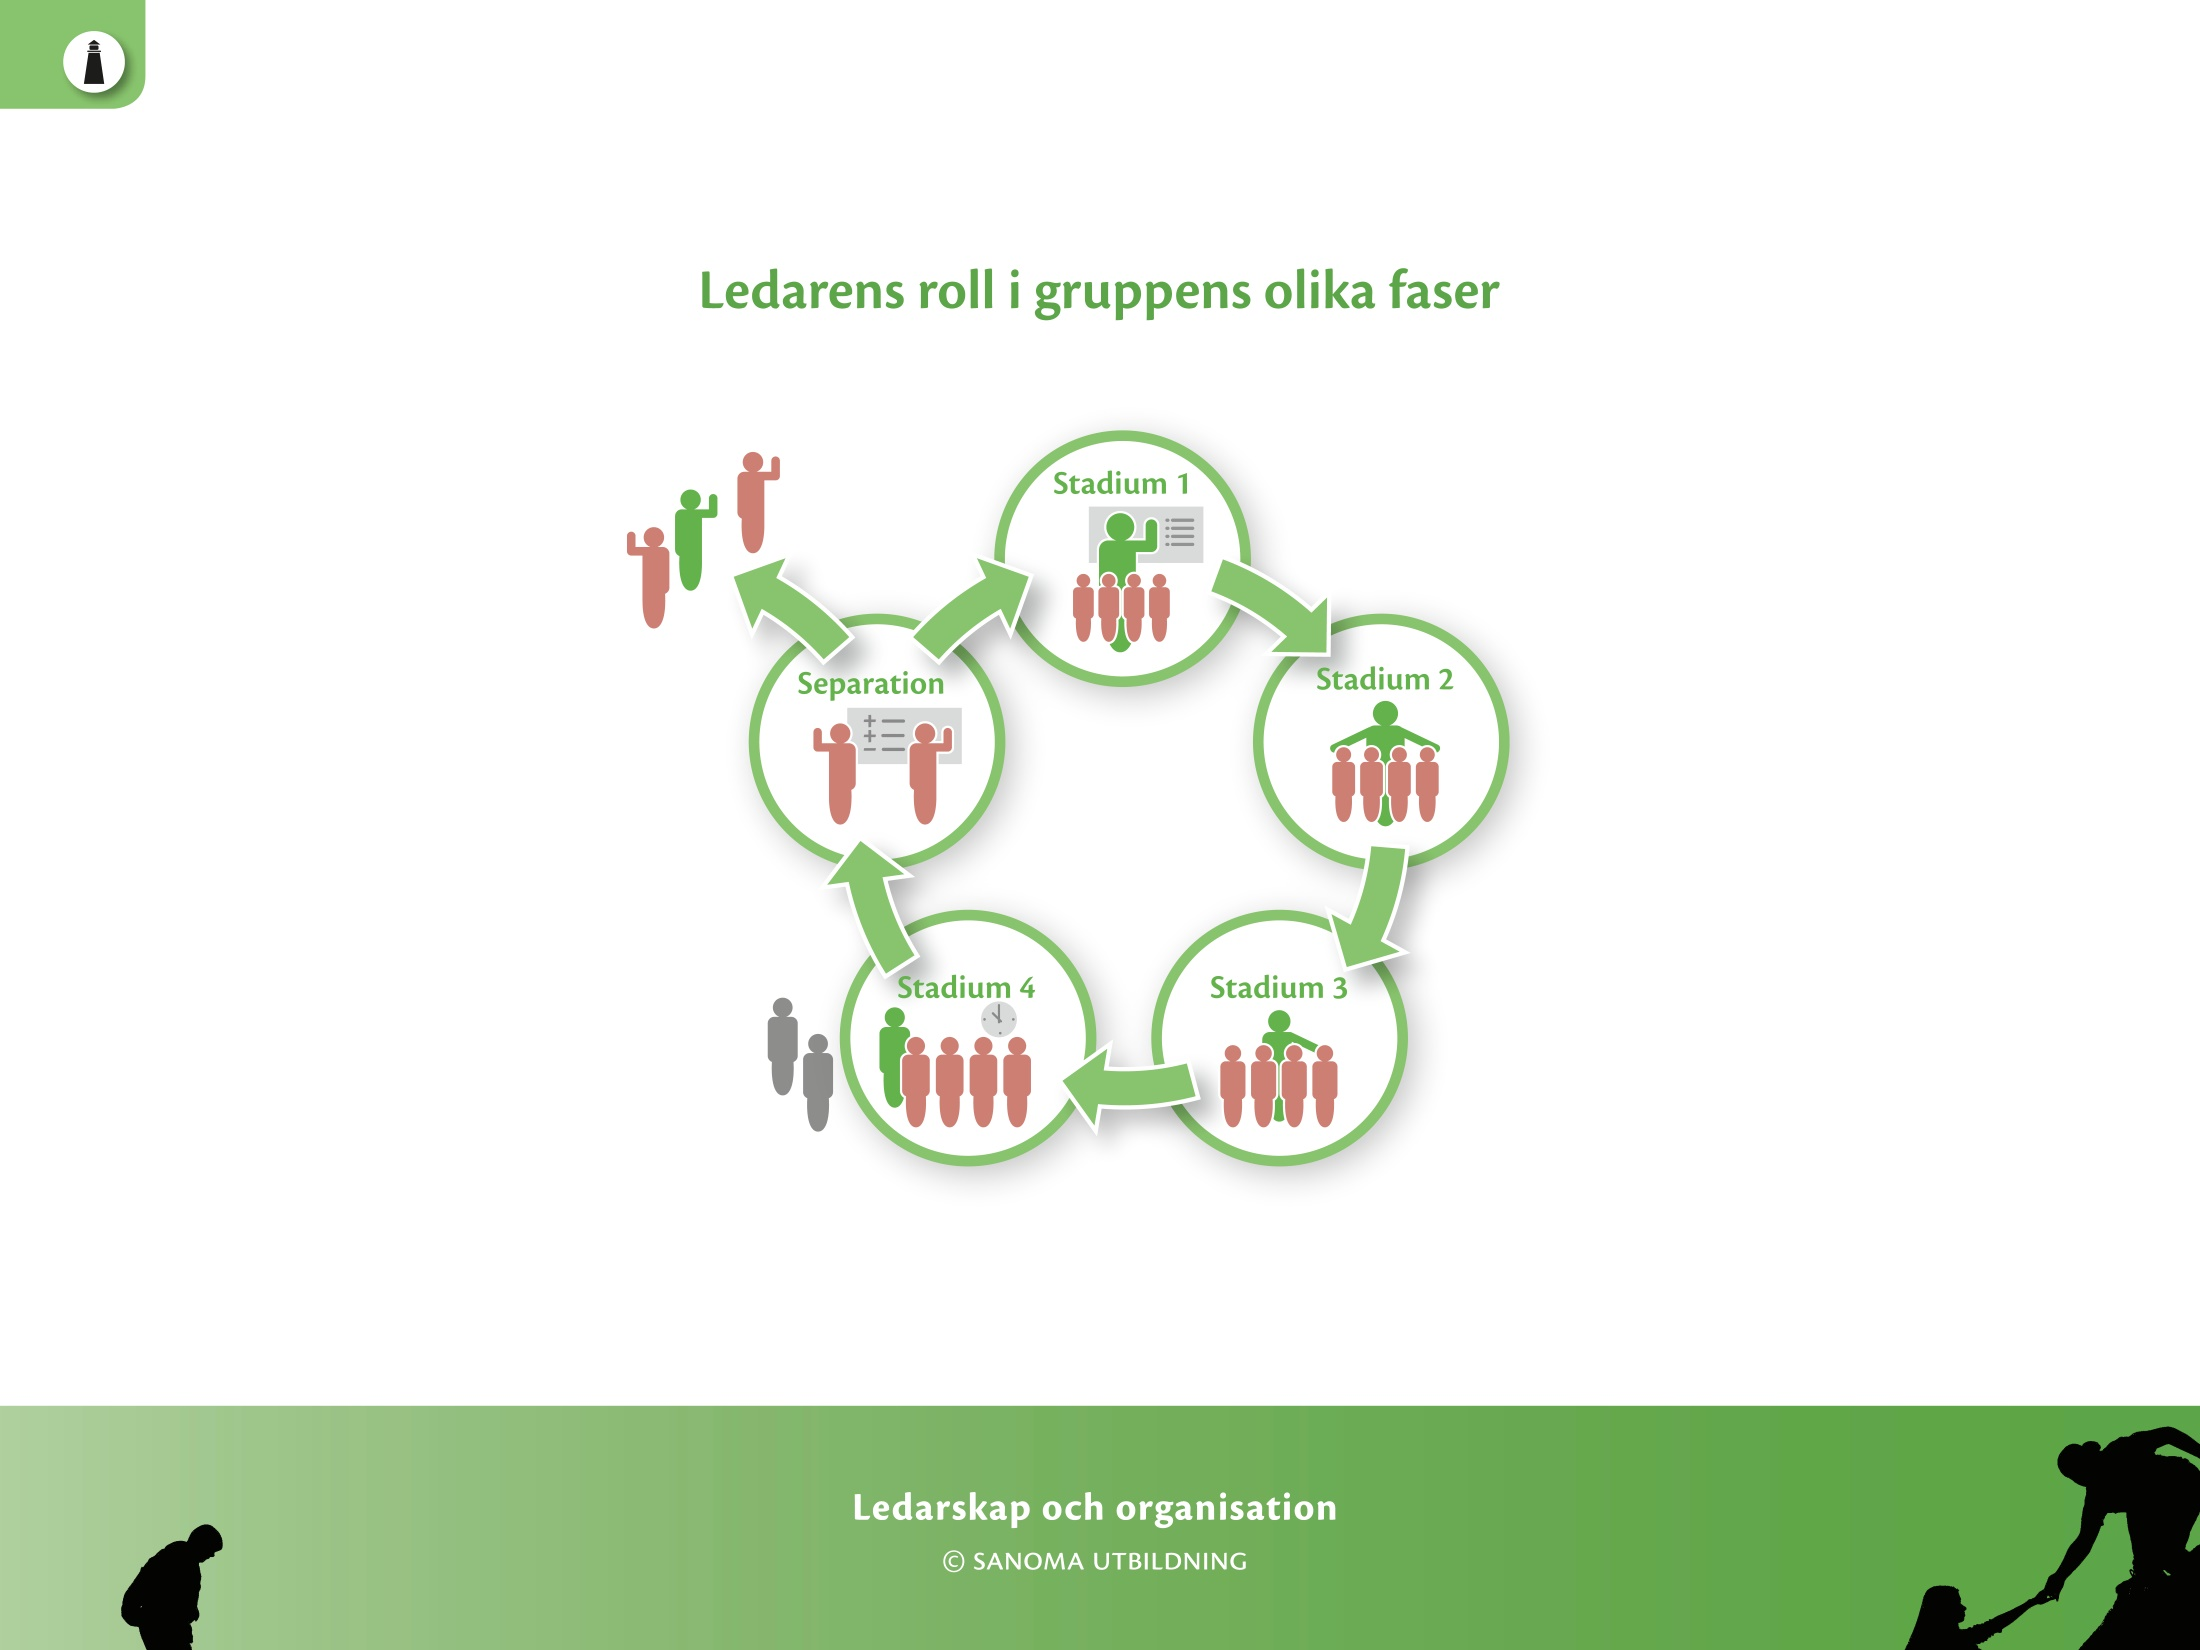 Ledarens roll i gruppens olika faser
Stadium 1
Stadium 2
Separation
Stadium 4
Stadium 3
Ledarskap och organisation
© SANOMA UTBILDNING